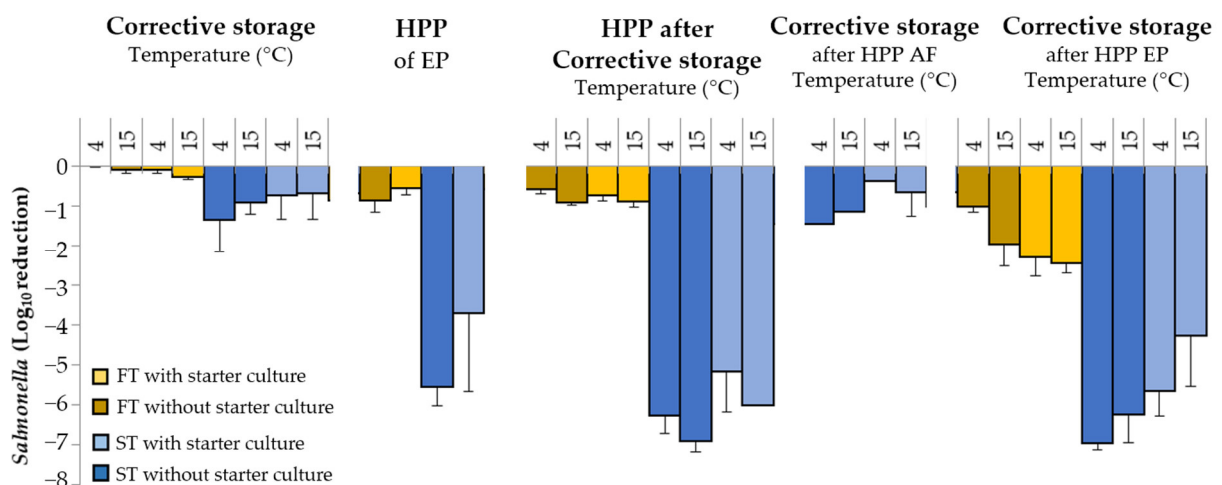 Corrective storage
Temperature (°C)
HPP
of EP
HPP after
Corrective storage
Temperature (°C)
Corrective storage
after HPP AF
Temperature (°C)
Corrective storage
after HPP EP
Temperature (°C)
4 15 4 15 4 15 4 15
4 15 4 15 4 15 4 15
4 15 4 15
4 15 4 15 4 15 4 15
Salmonella (Log10 reduction)
0
−1
−2
−3
−4
−5
−6
−7
−8
FT with starter culture
FT without starter culture
ST with starter culture
ST without starter culture